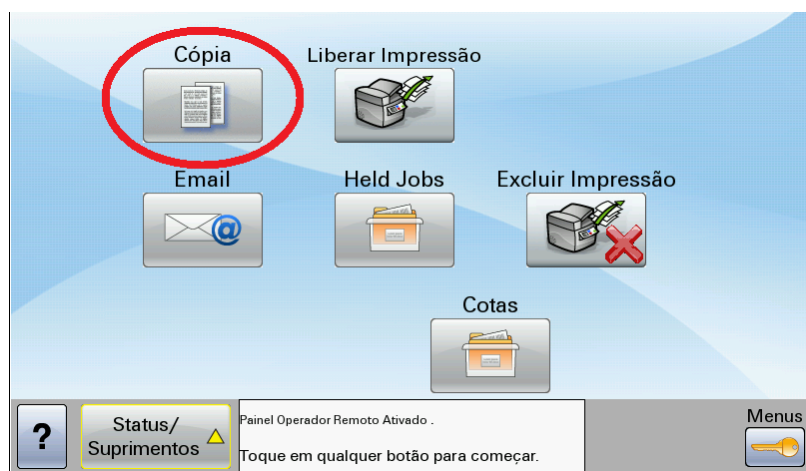 Cópia
Liberar Impressão
Email
@
Held Jobs
Excluir Impressão
Cotas
?
Status/
Suprimentos
Painel Operador Remoto Ativado .
Toque em qualquer botão para começar.
Menus